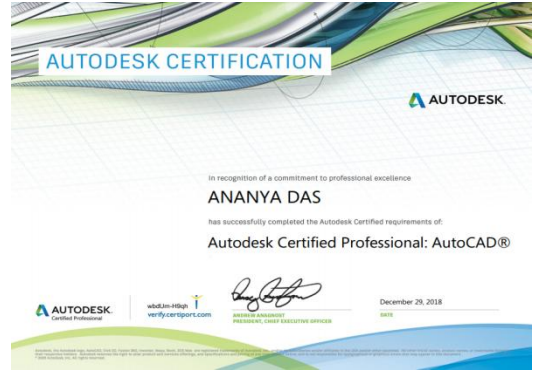 AUTODESK CERTIFICATION
AUTODESK.
In recognition of a commitment to professional excellence
ANANYA DAS
has successfully completed the Autodesk Certified requirements of:
Autodesk Certified Professional: AutoCAD®
AUTODESK.
Certified Professional
verify.certiport.com
ANDREW ANAGNOST
PRESIDENT, CHIEF EXECUTIVE OFFICER
December 29, 2018
DATE